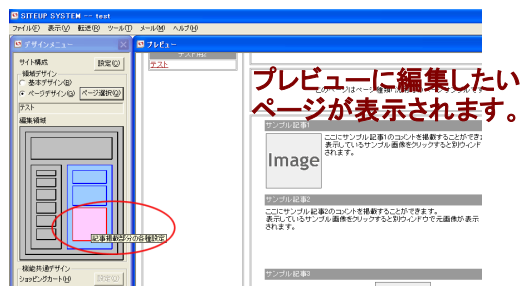 SITEUP SYSTEM -- test
ファイル(F) 表示(V) 転送(R) ツール(T) メール(M) ヘルプ(H)
デザインメニュー
サイト構成 設定(C)
領域デザイン
基本デザイン(B)
ページデザイン(G) ページ選択(O)
テスト
編集領域
記事掲載部分の各種設定
機能共通デザイン
ショッピングカート(H) 設定(J)
プレビュー
テスト
プレビューに編集したい
ページが表示されます。
サンプル記事1
ここにサンプル記事1のコメントを掲載することができ
表示しているサンプル画像をクリックすると別ウィンド
されます。
Image
サンプル記事2
ここにサンプル記事2のコメントを掲載することができます。
表示しているサンプル画像をクリックすると別ウィンドウで元画像が表示
されます。
サンプル記事3